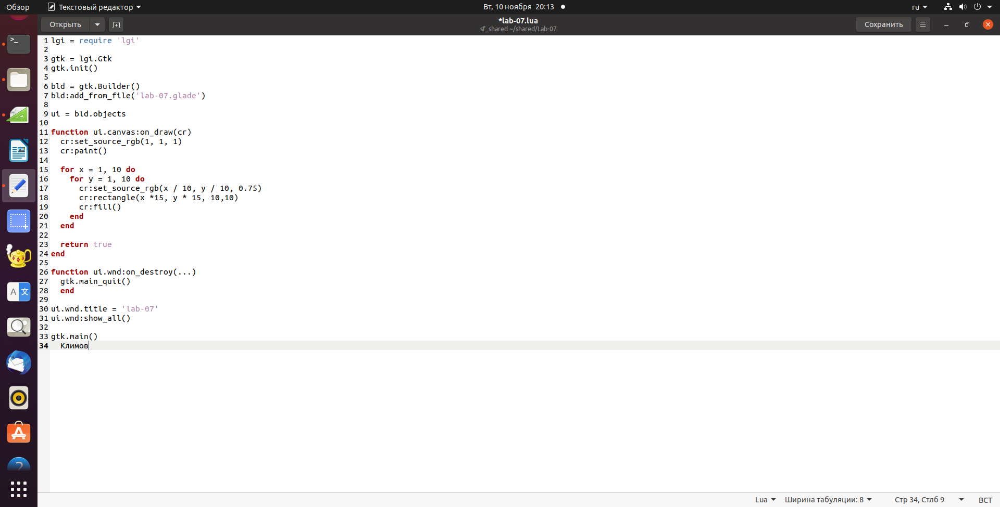 Обзор
Текстовый редактор
Вт, 10 ноября 20:13
ru
Открыть
*lab-07.lua
sf_shared ~/shared/Lab-07
Сохранить
1 lgi = require 'lgi'
2
3 gtk = lgi.Gtk
4 gtk.init()
5
6 bld = gtk.Builder()
7 bld:add_from_file('lab-07.glade')
8
9 ui = bld.objects
10
11 function ui.canvas:on_draw(cr)
12   cr:set_source_rgb(1, 1, 1)
13   cr:paint()
14
15   for x = 1, 10 do
16     for y = 1, 10 do
17       cr:set_source_rgb(x / 10, y / 10, 0.75)
18       cr:rectangle(x *15, y * 15, 10,10)
19       cr:fill()
20     end
21   end
22
23   return true
24 end
25
26 function ui.wnd:on_destroy(...)
27   gtk.main_quit()
28   end
29
30 ui.wnd.title = 'lab-07'
31 ui.wnd:show_all()
32
33 gtk.main()
34   Климов
Lua
Ширина табуляции: 8
Стр 34, Стлб 9
ВСТ